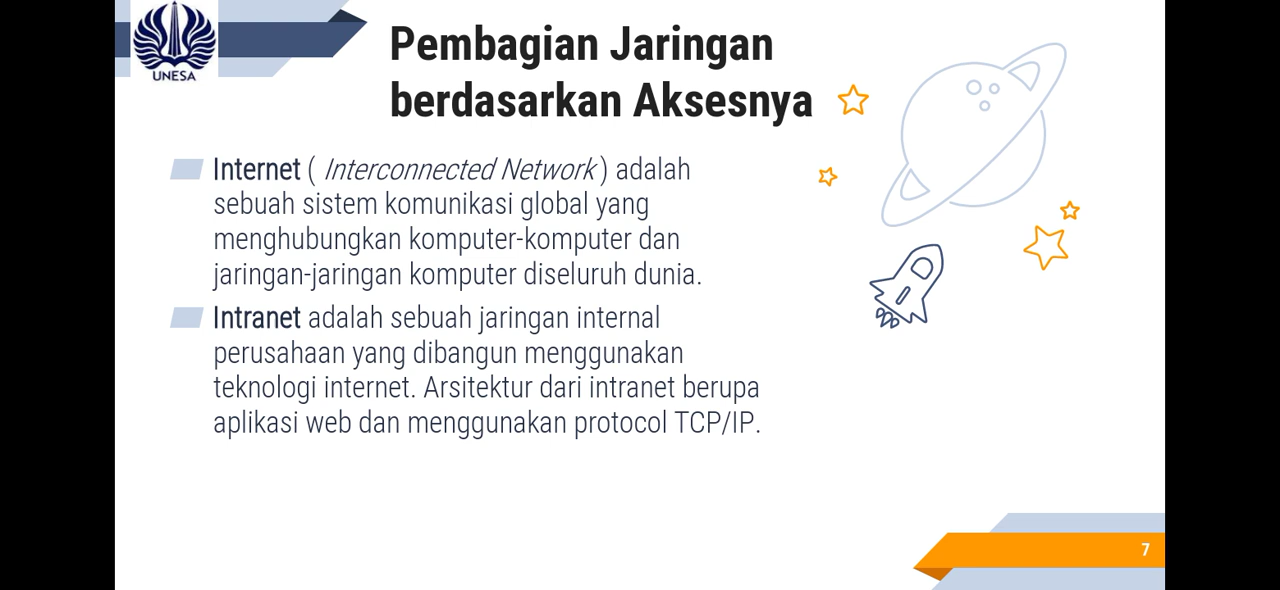 UNESA
Pembagian Jaringan
berdasarkan Aksesnya
Internet ( Interconnected Network ) adalah
sebuah sistem komunikasi global yang
menghubungkan komputer-komputer dan
jaringan-jaringan komputer diseluruh dunia.
Intranet adalah sebuah jaringan internal
perusahaan yang dibangun menggunakan
teknologi internet. Arsitektur dari intranet berupa
aplikasi web dan menggunakan protocol TCP/IP.
7